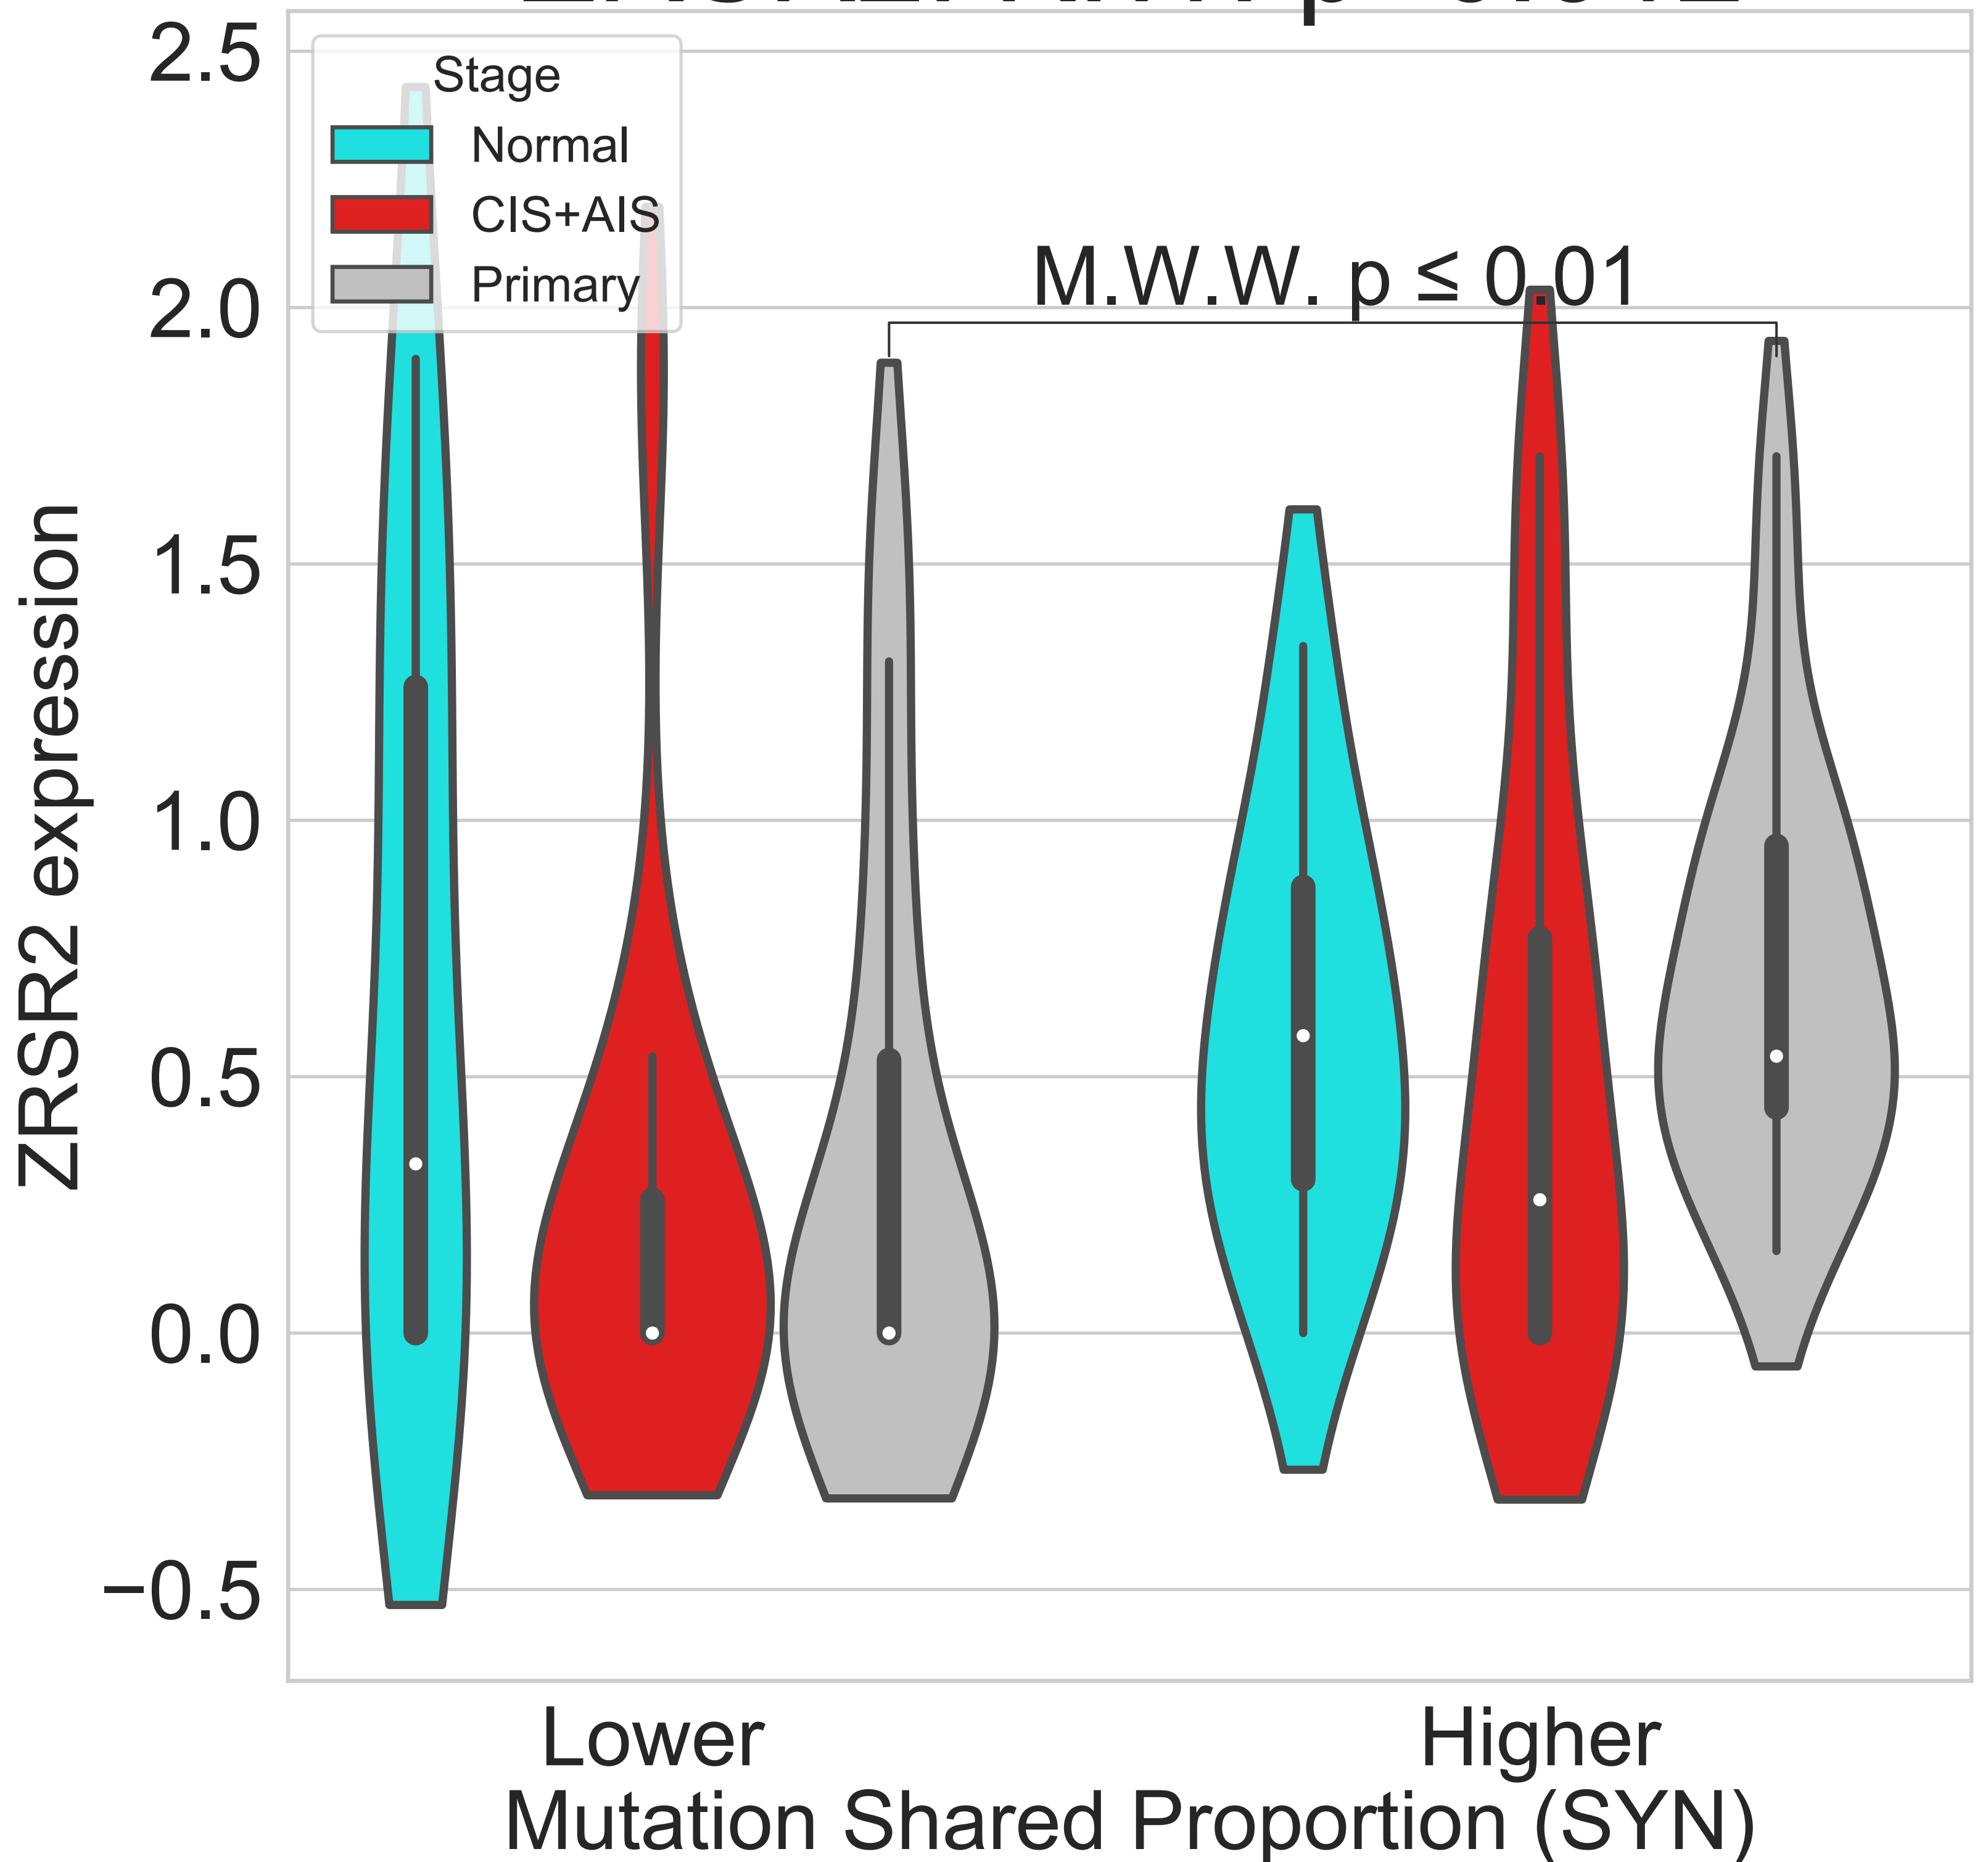 2.5
2.0
1.5
1.0
0.5
0.0
−0.5
ZRSR2 expression
Stage
Normal
CIS+AIS
Primary
M.W.W. p ≤ 0.01
Lower
Higher
Mutation Shared Proportion (SYN)